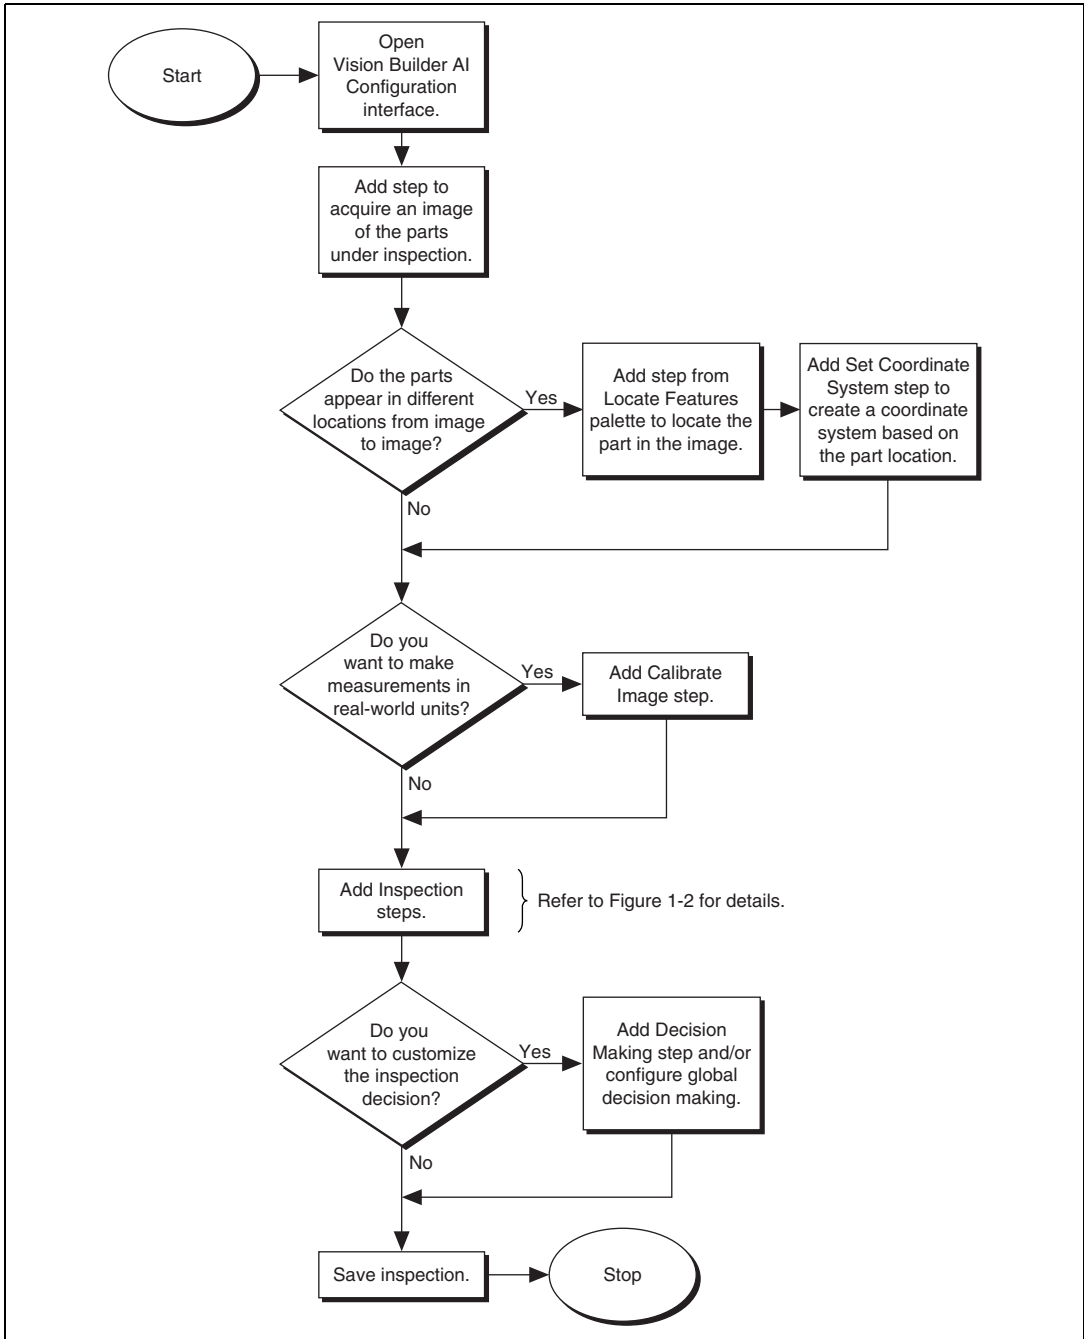 Start
Open
Vision Builder AI
Configuration
interface.
Add step to
acquire an image
of the parts
under inspection.
Do the parts
appear in different
locations from image
to image?
Yes
Add step from
Locate Features
palette to locate the
part in the image.
Add Set Coordinate
System step to
create a coordinate
system based on
the part location.
No
Do you
want to make
measurements in
real-world units?
Yes
Add Calibrate
Image step.
No
Add Inspection
steps.
Refer to Figure 1-2 for details.
Do you
want to customize
the inspection
decision?
Yes
Add Decision
Making step and/or
configure global
decision making.
No
Save inspection.
Stop